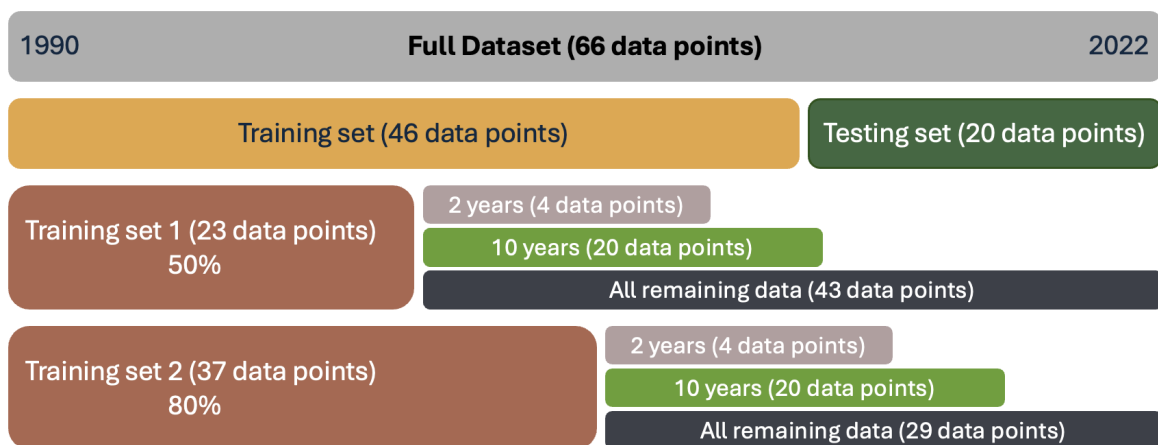 1990 Full Dataset (66 data points) 2022
Training set (46 data points) Testing set (20 data points)
Training set 1 (23 data points)
50%
2 years (4 data points)
10 years (20 data points)
All remaining data (43 data points)
Training set 2 (37 data points)
80%
2 years (4 data points)
10 years (20 data points)
All remaining data (29 data points)